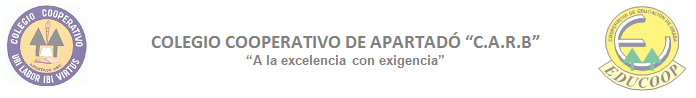 COLEGIO COOPERATIVO
UBI LABOR IBI VIRTUS
COLEGIO COOPERATIVO DE APARTADÓ “C.A.R.B”
“A la excelencia con exigencia”
EDUCOOP